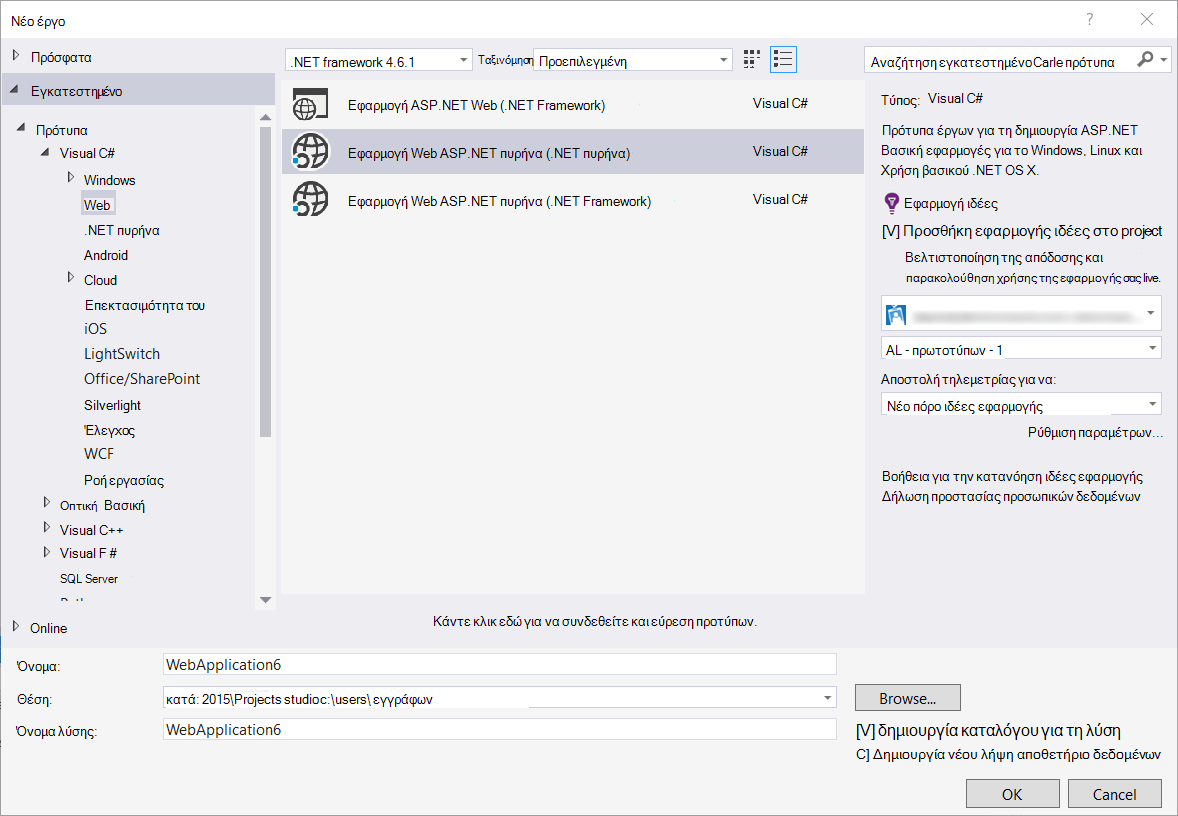 Νέο έργο
Πρόσφατα
.NET framework 4.6.1
Ταξινόμηση
Προεπιλεγμένη
Αναζήτηση εγκατεστημένοCarle πρότυπα
Εγκατεστημένο
Πρότυπα
Visual C#
Windows
Web
.NET πυρήνα
Android
Cloud
Επεκτασιμότητα του
iOS
LightSwitch
Office/SharePoint
Silverlight
Έλεγχος
WCF
Ροή εργασίας
Οπτική Βασική
Visual C++
Visual F #
SQL Server
Online
Εφαρμογή ASP.NET Web (.NET Framework)
Visual C#
Εφαρμογή Web ASP.NET πυρήνα (.NET πυρήνα)
Visual C#
Εφαρμογή Web ASP.NET πυρήνα (.NET Framework)
Visual C#
Κάντε κλικ εδώ για να συνδεθείτε και εύρεση προτύπων.
Τύπος: Visual C#
Πρότυπα έργων για τη δημιουργία ASP.NET
Βασική εφαρμογές για το Windows, Linux και
Χρήση βασικού .NET OS X.
Εφαρμογή ιδέες
[V] Προσθήκη εφαρμογής ιδέες στο project
Βελτιστοποίηση της απόδοσης και
παρακολούθηση χρήσης της εφαρμογής σας live.
AL - πρωτοτύπων - 1
Αποστολή τηλεμετρίας για να:
Νέο πόρο ιδέες εφαρμογής
Ρύθμιση παραμέτρων...
Βοήθεια για την κατανόηση ιδέες εφαρμογής
Δήλωση προστασίας προσωπικών δεδομένων
Όνομα:
WebApplication6
Θέση:
κατά: 2015\Projects studioc:\users\ εγγράφων
Browse...
Όνομα λύσης:
WebApplication6
[V] δημιουργία καταλόγου για τη λύση
C] Δημιουργία νέου λήψη αποθετήριο δεδομένων
OK
Cancel